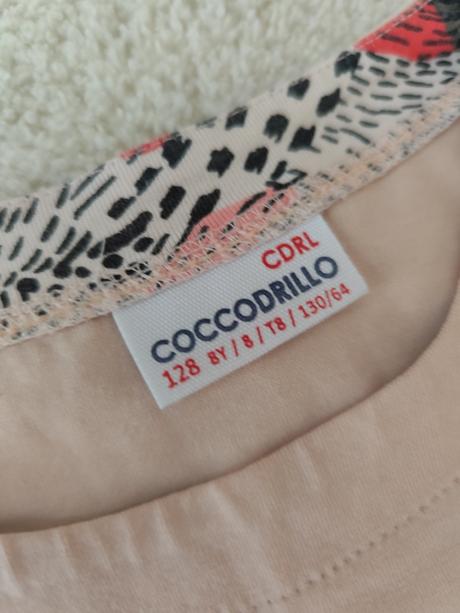 CDRL
COCCODRILLO
128 8Y / 8 / T8 / 130/64